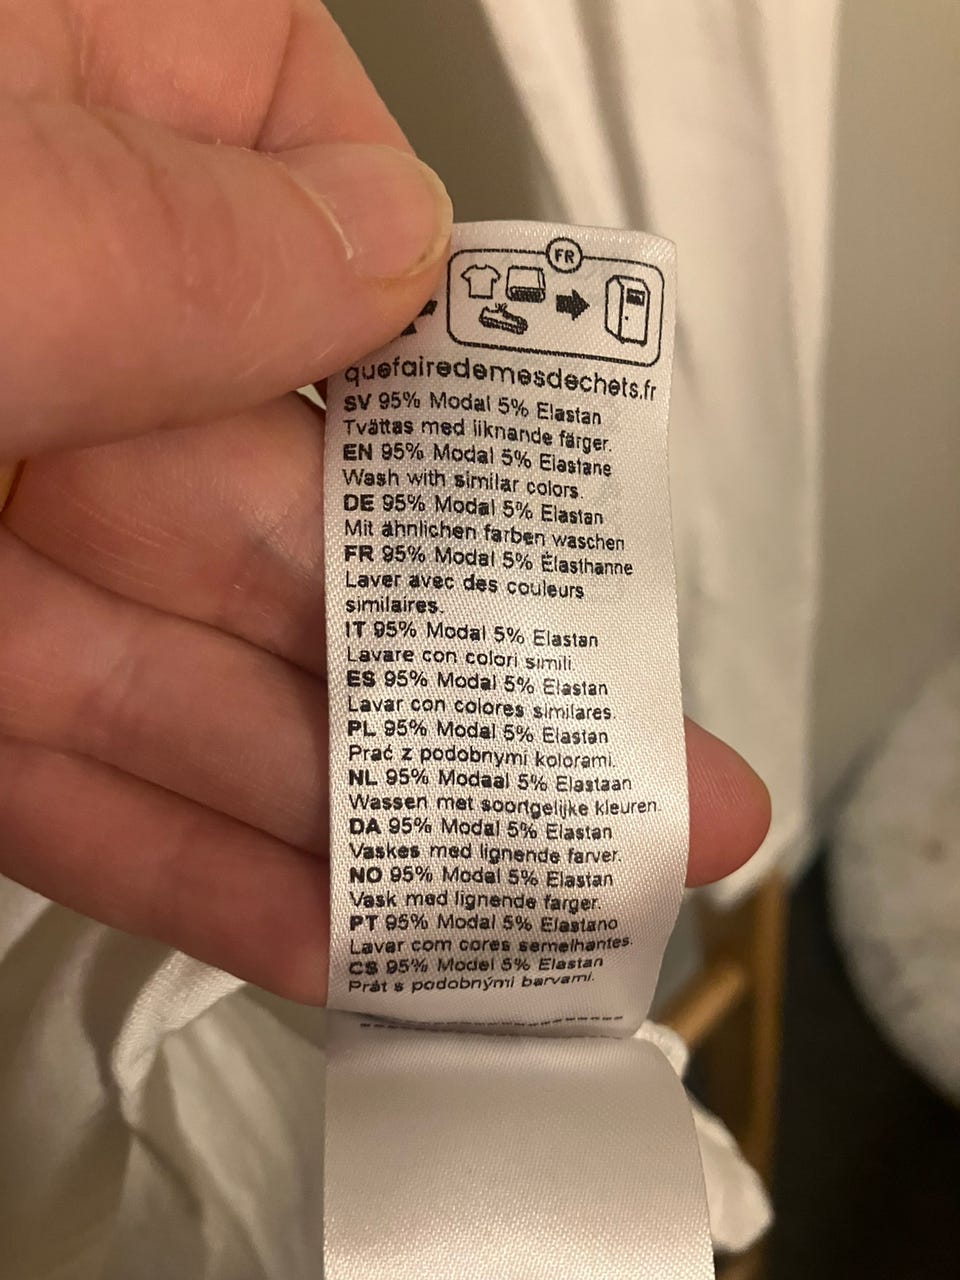 FR
quefairedemesdechets.fr
SV 95% Modal 5% Elastan
Tvättas med liknande färger.
EN 95% Modal 5% Elastane
Wash with similar colors.
DE 95% Modal 5% Elastan
Mit ähnlichen farben waschen
FR 95% Modal 5% Élasthanne
Laver avec des couleurs
similaires.
IT 95% Modal 5% Elastan
Lavare con colori simili
ES 95% Modal 5% Elastan
Lavar con colores similares.
PL 95% Modal 5% Elastan
Prać z podobnymi kolorami.
NL 95% Modaal 5% Elastaan
Wassen met soortgelijke kleuren.
DA 95% Modal 5% Elastan
Vaskes med lignende farver.
NO 95% Modal 5% Elastan
Vask med lignende farger.
PT 95% Modal 5% Elastano
Lavar com cores semelhantes.
CS 95% Model 5% Elastan
Prát s podobnými barvami.